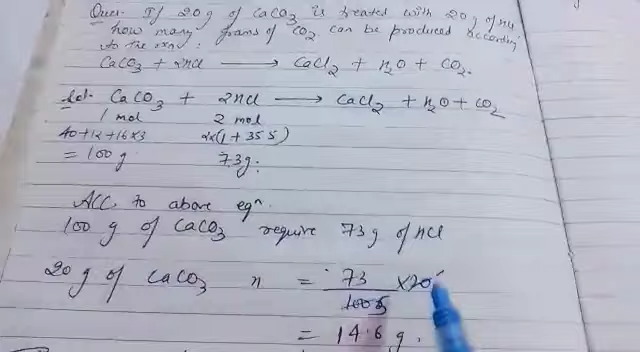 Ques. If 20 g of CaCO3 is treated with 20 g of HCl
how many grams of CO2 can be produced according
to the rxn:
CaCO3 + 2HCl ⟶ CaCl2 + H2O + CO2.
Sol. CaCO3 + 2HCl ⟶ CaCl2 + H2O + CO2
1 mol 2 mol
40+12+16×3 2×(1+35.5)
= 100 g 73g.
ACC. to above eqn.
100 g of CaCO3 require 73 g of HCl
20 g of CaCO3 " = 73/100 5 ×20
= 14.6 g.